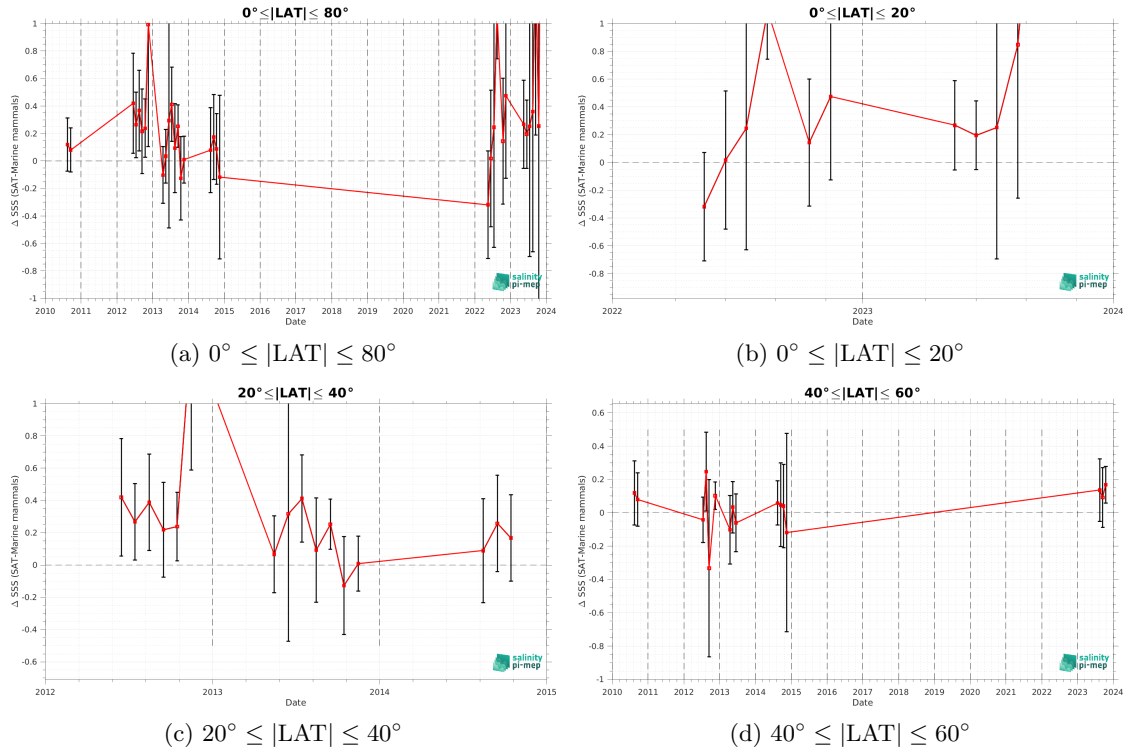 0°≤|LAT|≤ 80°
Δ SSS (SAT-Marine mammals)
1
0.8
0.6
0.4
0.2
0
-0.2
-0.4
-0.6
-0.8
-1
2010 2011 2012 2013 2014 2015 2016 2017 2018 2019 2020 2021 2022 2023 2024
Date
salinity
pi-mep
(a) 0° ≤ |LAT| ≤ 80°
0°≤|LAT|≤ 20°
Δ SSS (SAT-Marine mammals)
1
0.8
0.6
0.4
0.2
0
-0.2
-0.4
-0.6
-0.8
2022 2023 2024
Date
salinity
pi-mep
(b) 0° ≤ |LAT| ≤ 20°
20°≤|LAT|≤ 40°
Δ SSS (SAT-Marine mammals)
1
0.8
0.6
0.4
0.2
0
-0.2
-0.4
-0.6
2012 2013 2014 2015
Date
salinity
pi-mep
(c) 20° ≤ |LAT| ≤ 40°
40°≤|LAT|≤ 60°
Δ SSS (SAT-Marine mammals)
0.6
0.4
0.2
0
-0.2
-0.4
-0.6
-0.8
-1
2010 2011 2012 2013 2014 2015 2016 2017 2018 2019 2020 2021 2022 2023 2024
Date
salinity
pi-mep
(d) 40° ≤ |LAT| ≤ 60°